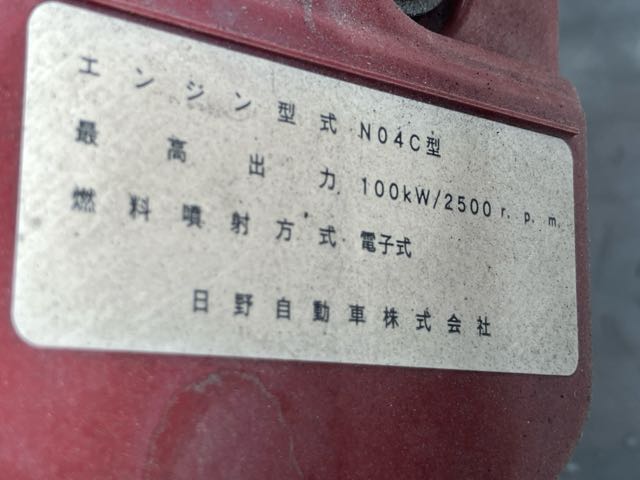 エンジン型式 N04C型
最高出力 100kW/2500 r.p.m.
燃料噴射方式 電子式
日野自動車株式会社